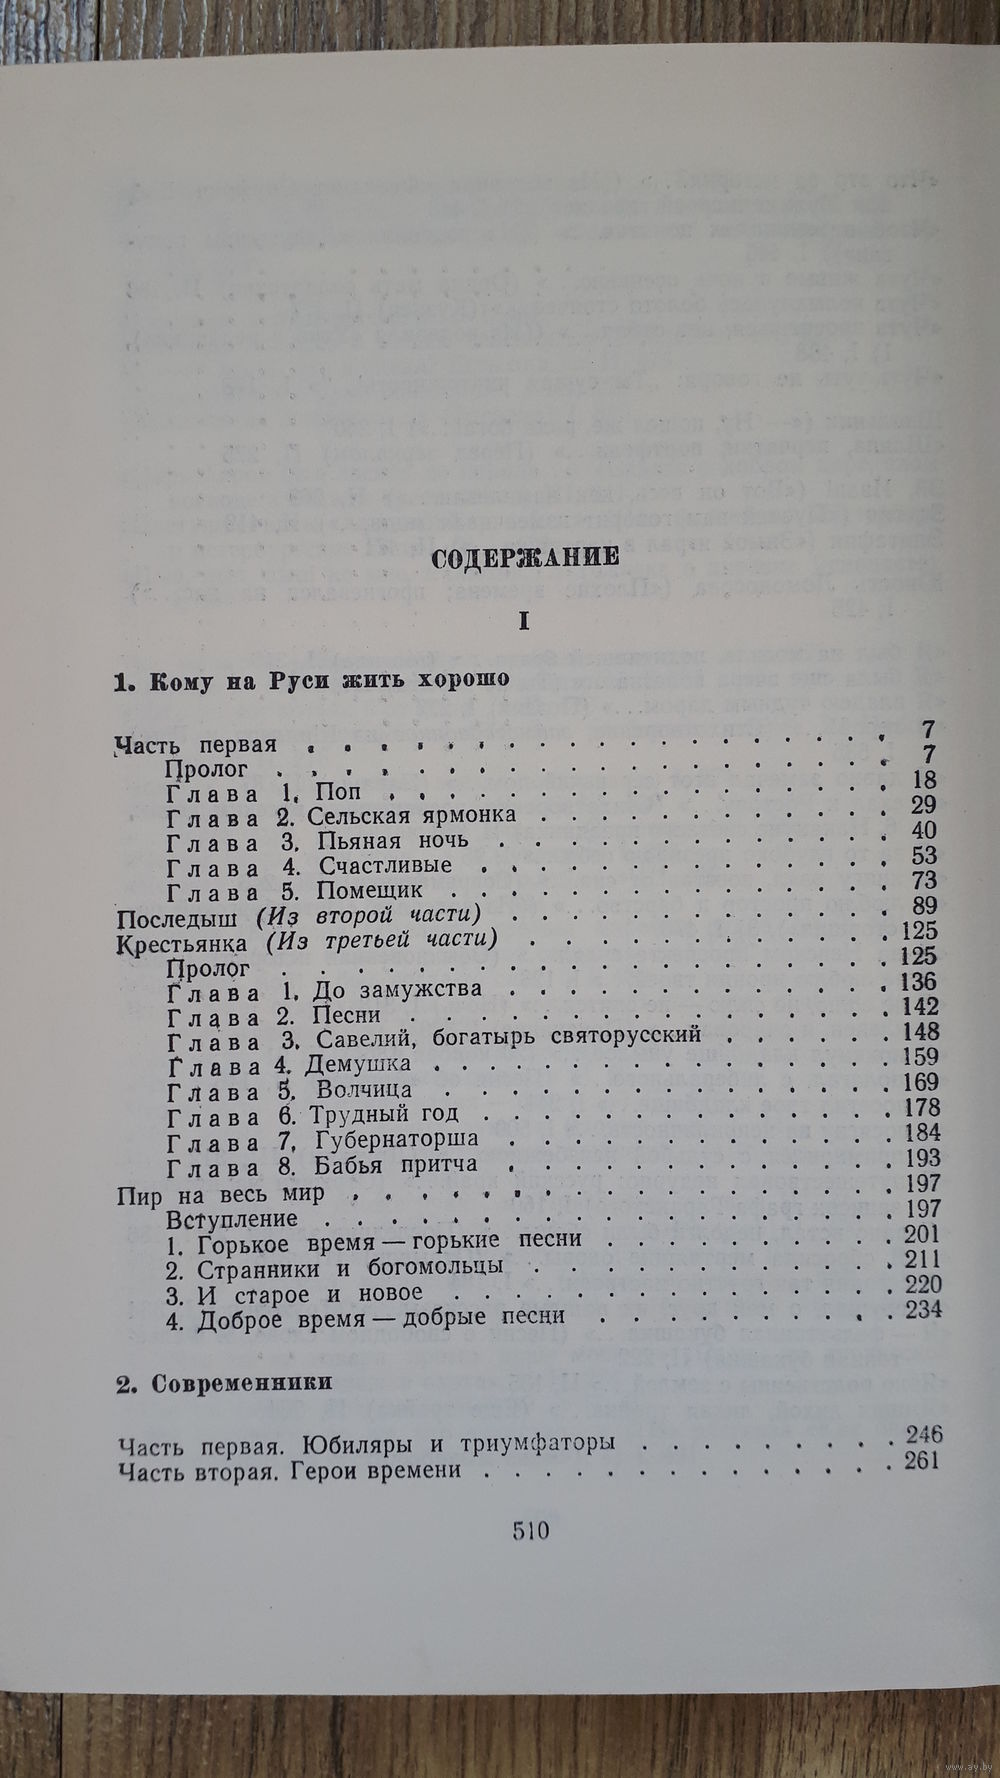 СОДЕРЖАНИЕ
I
1. Кому на Руси жить хорошо
Часть первая . . . . . . . . . . . . . . . . . 7
Пролог . . . . . . . . . . . . . . . . . . 7
Глава 1. Поп . . . . . . . . . . . . . . . 18
Глава 2. Сельская ярмонка . . . . . . . . . . 29
Глава 3. Пьяная ночь . . . . . . . . . . . 40
Глава 4. Счастливые . . . . . . . . . . . . 53
Глава 5. Помещик . . . . . . . . . . . . . 73
Последыш (Из второй части) . . . . . . . . . . . 89
Крестьянка (Из третьей части) . . . . . . . . . . . 125
Пролог . . . . . . . . . . . . . . . . . . 125
Глава 1. До замужства . . . . . . . . . . . 136
Глава 2. Песни . . . . . . . . . . . . . . 142
Глава 3. Савелий, богатырь святорусский . . . . . . 148
Глава 4. Демушка . . . . . . . . . . . . . 159
Глава 5. Волчица . . . . . . . . . . . . . 169
Глава 6. Трудный год . . . . . . . . . . . . 178
Глава 7. Губернаторша . . . . . . . . . . . 184
Глава 8. Бабья притча . . . . . . . . . . . 193
Пир на весь мир . . . . . . . . . . . . . . . 197
Вступление . . . . . . . . . . . . . . . . 197
1. Горькое время — горькие песни . . . . . . . . . 201
2. Странники и богомольцы . . . . . . . . . . . 211
3. И старое и новое . . . . . . . . . . . . . 220
4. Доброе время — добрые песни . . . . . . . . . 234
2. Современники
Часть первая. Юбиляры и триумфаторы . . . . . . . . . 246
Часть вторая. Герои времени . . . . . . . . . . . . . 261
510
www.ay.by